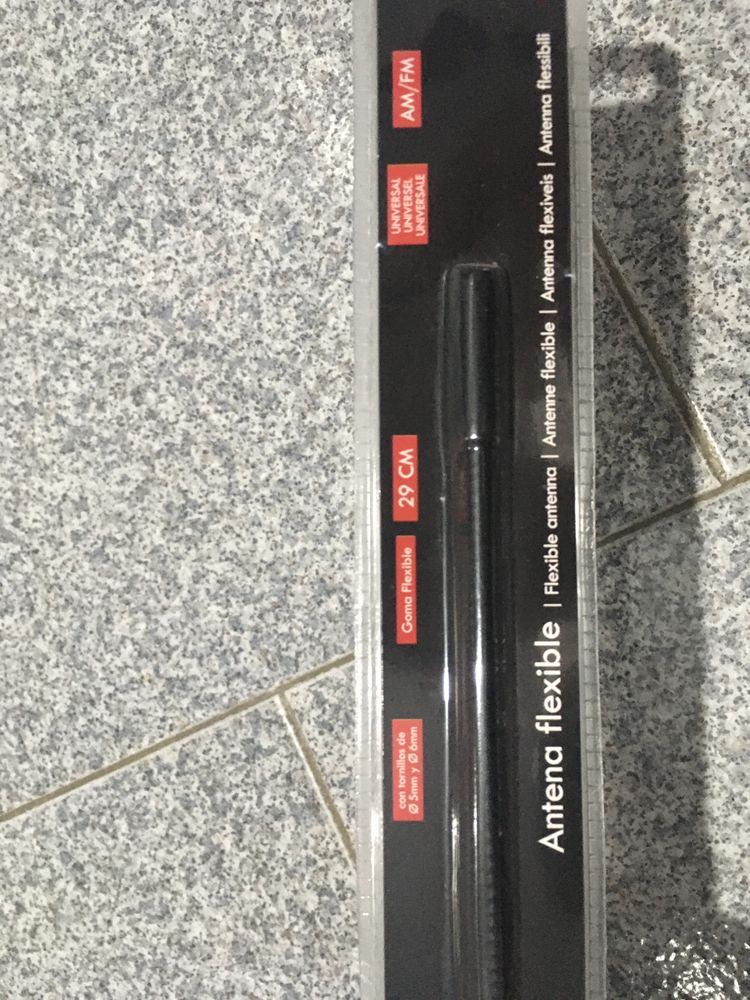 con tornillos de
Ø 5mm y Ø 6mm
Goma Flexible
29 CM
UNIVERSAL
UNIVERSEL
UNIVERSALE
AM/FM
Antena flexible | Flexible antenna | Antenne flexible | Antenna flexíveis | Antenna flessibili